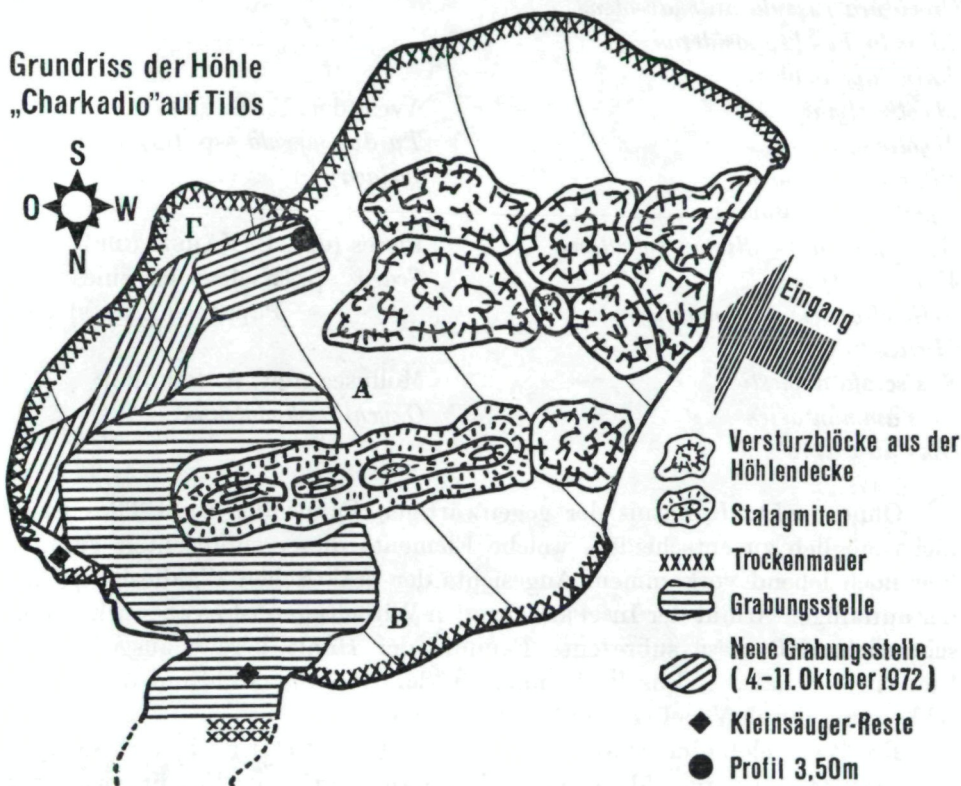 Grundriss der Höhle
„Charkadio"auf Tilos
S
O W
N
Γ
A
B
Eingang
Versturzblöcke aus der
Höhlendecke
Stalagmiten
Trockenmauer
Grabungsstelle
Neue Grabungsstelle
( 4.-11. Oktober 1972 )
Kleinsäuger-Reste
Profil 3,50m